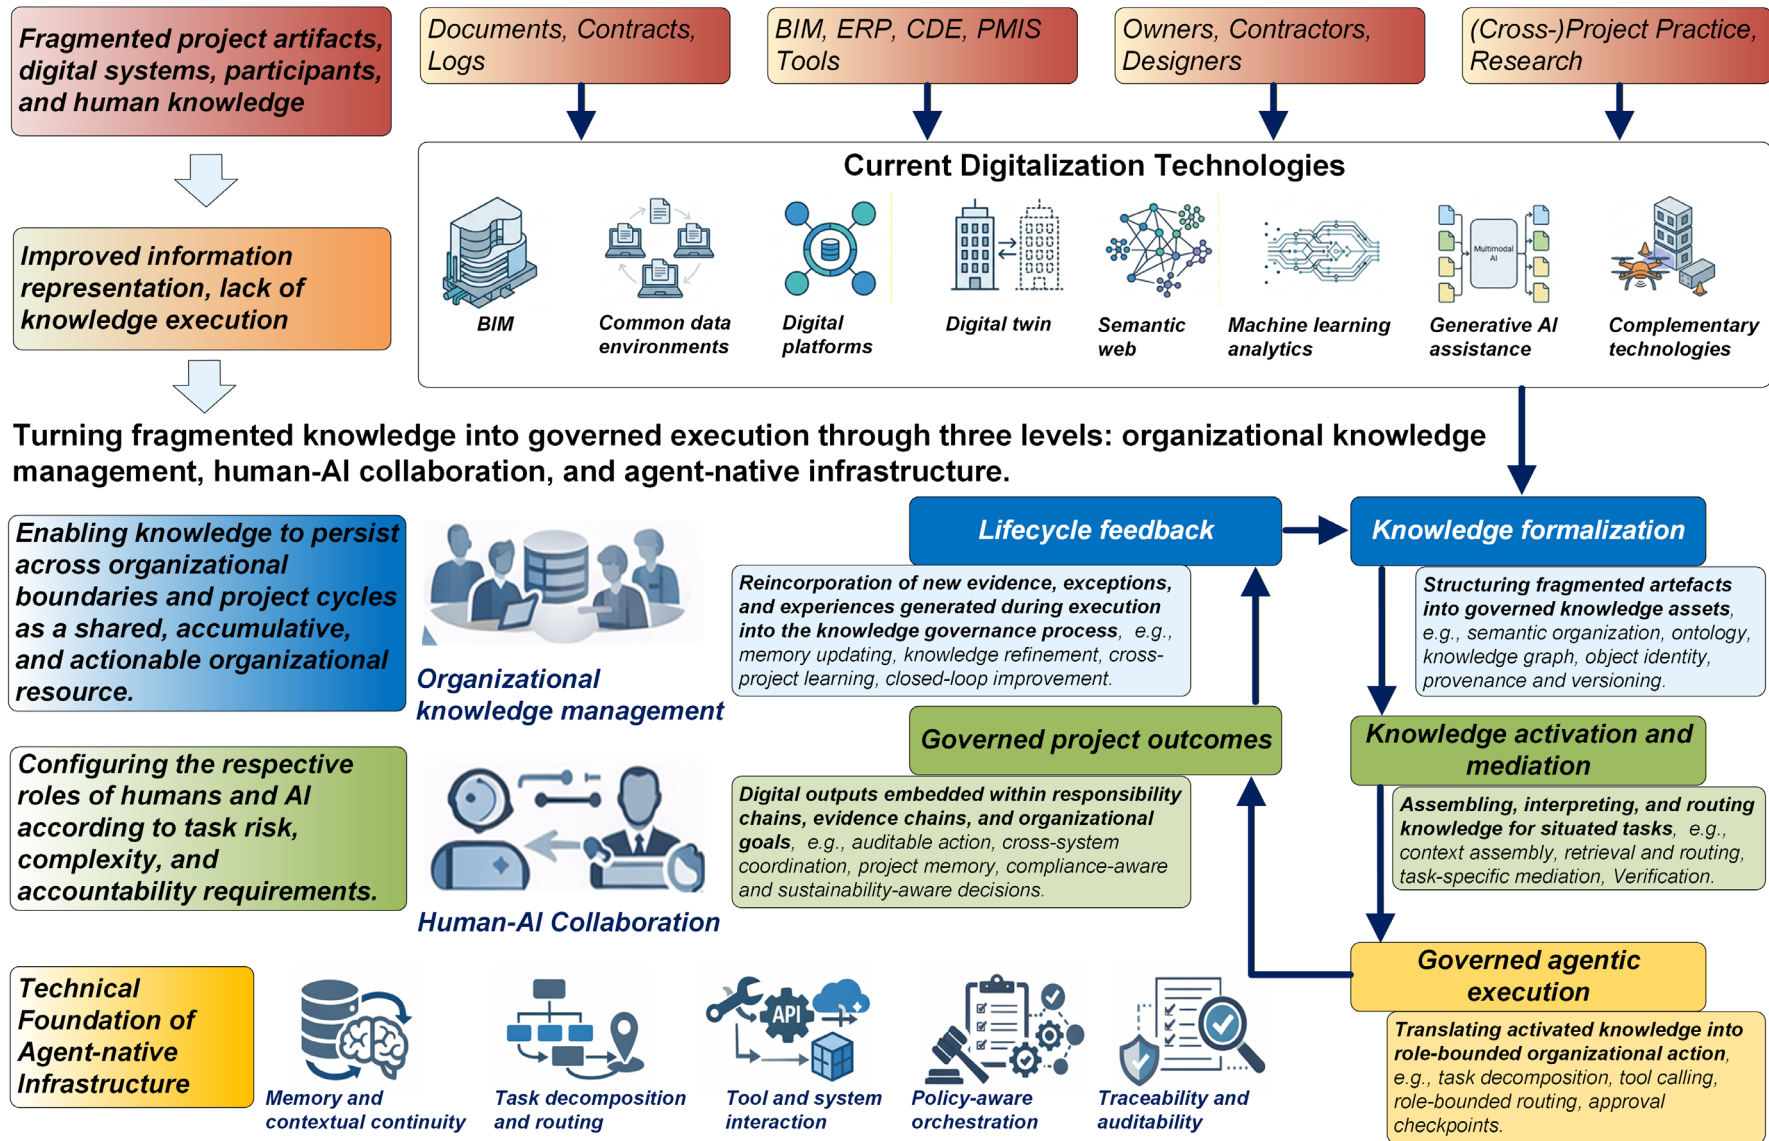 Fragmented project artifacts,
digital systems, participants,
and human knowledge
Documents, Contracts,
Logs
BIM, ERP, CDE, PMIS
Tools
Owners, Contractors,
Designers
(Cross-)Project Practice,
Research
Current Digitalization Technologies
Multimodal
AI
BIM
Common data
environments
Digital
platforms
Digital twin
Semantic
web
Machine learning
analytics
Generative AI
assistance
Complementary
technologies
Improved information
representation, lack of
knowledge execution
Turning fragmented knowledge into governed execution through three levels: organizational knowledge
management, human-AI collaboration, and agent-native infrastructure.
Enabling knowledge to persist
across organizational
boundaries and project cycles
as a shared, accumulative,
and actionable organizational
resource.
Organizational
knowledge management
Lifecycle feedback
Reincorporation of new evidence, exceptions,
and experiences generated during execution
into the knowledge governance process, e.g.,
memory updating, knowledge refinement, cross-
project learning, closed-loop improvement.
Knowledge formalization
Structuring fragmented artefacts
into governed knowledge assets,
e.g., semantic organization, ontology,
knowledge graph, object identity,
provenance and versioning.
Configuring the respective
roles of humans and AI
according to task risk,
complexity, and
accountability requirements.
Human-AI Collaboration
Governed project outcomes
Digital outputs embedded within responsibility
chains, evidence chains, and organizational
goals, e.g., auditable action, cross-system
coordination, project memory, compliance-aware
and sustainability-aware decisions.
Knowledge activation and
mediation
Assembling, interpreting, and routing
knowledge for situated tasks, e.g.,
context assembly, retrieval and routing,
task-specific mediation, Verification.
Technical
Foundation of
Agent-native
Infrastructure
Memory and
contextual continuity
Task decomposition
and routing
API
Tool and system
interaction
Policy-aware
orchestration
Traceability and
auditability
Governed agentic
execution
Translating activated knowledge into
role-bounded organizational action,
e.g., task decomposition, tool calling,
role-bounded routing, approval
checkpoints.